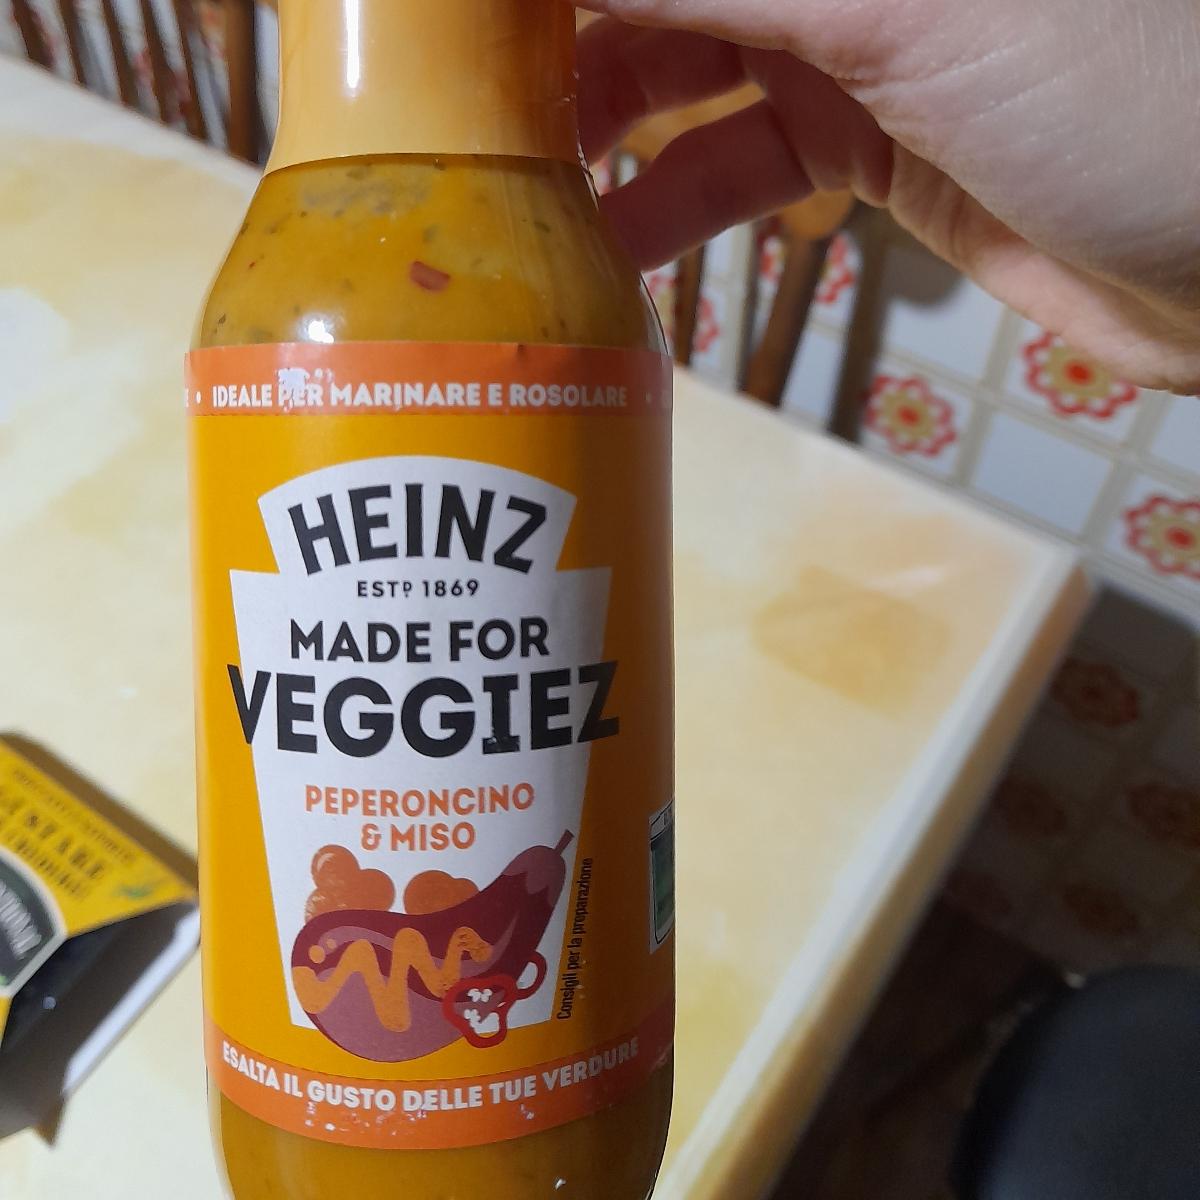 IDEALE PER MARINARE E ROSOLARE
HEINZ
ESTD 1869
MADE FOR
VEGGIEZ
PEPERONCINO
& MISO
Consigli per la preparazione
ESALTA IL GUSTO DELLE TUE VERDURE